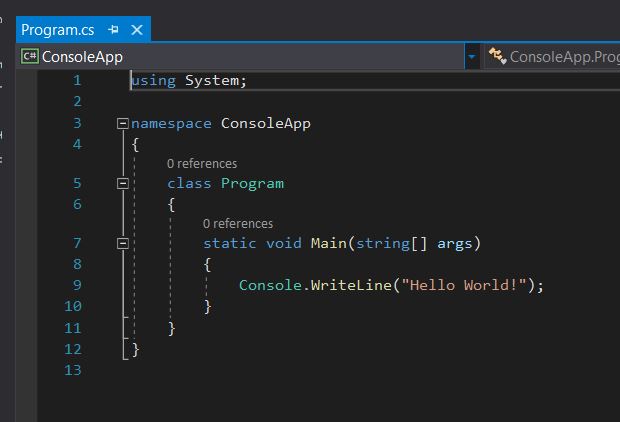 Program.cs
C# ConsoleApp
ConsoleApp.Prog
1 using System;
2
3 namespace ConsoleApp
4 {
0 references
5 class Program
6 {
0 references
7 static void Main(string[] args)
8 {
9 Console.WriteLine("Hello World!");
10 }
11 }
12 }
13